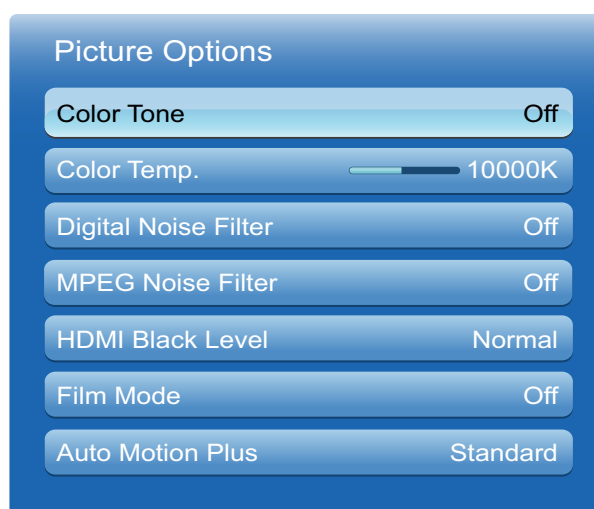 Picture Options
Color Tone Off
Color Temp. 10000K
Digital Noise Filter Off
MPEG Noise Filter Off
HDMI Black Level Normal
Film Mode Off
Auto Motion Plus Standard